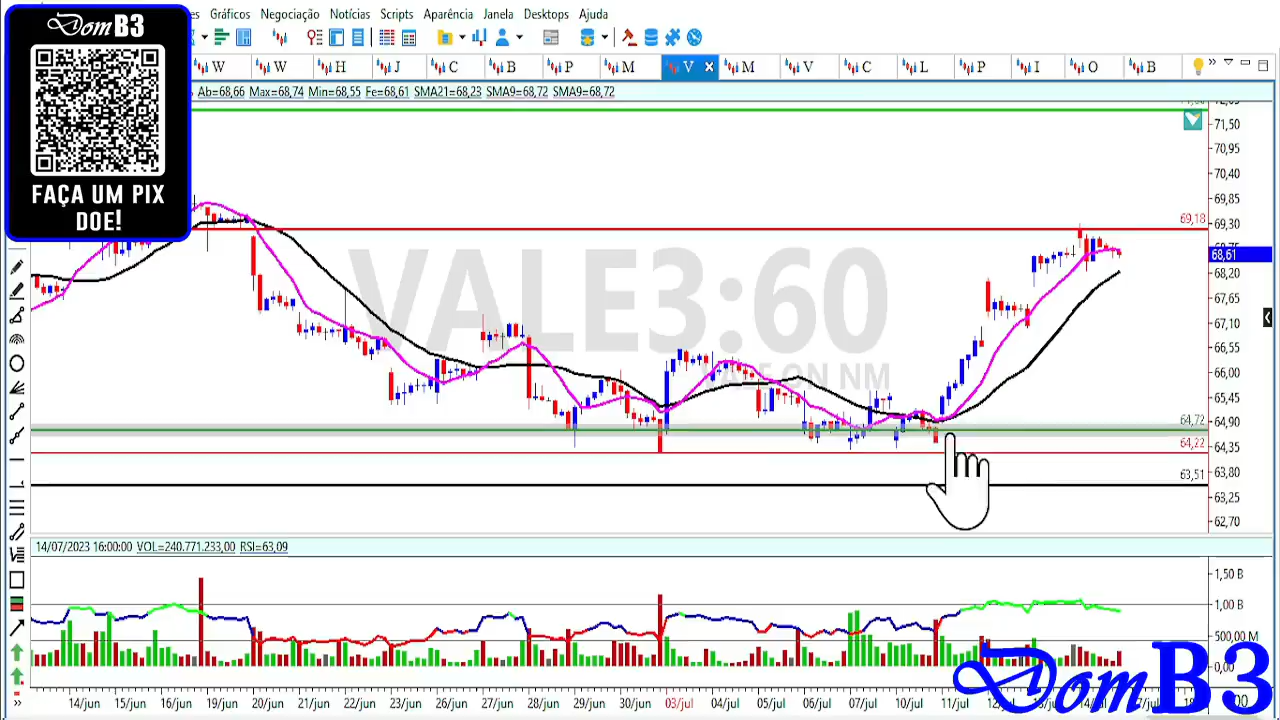 Gráficos Negociação Notícias Scripts Aparência Janela Desktops Ajuda
DomB3
W W H J C B P M V M V C L P I O B
Ab=68,66 Max=68,74 Min=68,55 Fe=68,61 SMA21=68,23 SMA9=68,72 SMA9=68,72
71,50
70,95
70,40
69,85
69,18
69,30
68,61
68,20
67,65
67,10
66,55
66,00
65,45
64,72
64,90
64,22
64,35
63,51
63,80
63,25
62,70
FAÇA UM PIX
DOE!
VALE3:60
VALE ON NM
14/07/2023 16:00:00 VOL=240.771.233,00 RSI=63,09
1,50 B
1,00 B
500,00 M
0,00
14/jun 15/jun 16/jun 19/jun 20/jun 21/jun 22/jun 23/jun 26/jun 27/jun 28/jun 29/jun 30/jun 03/jul 04/jul 05/jul 06/jul 07/jul 10/jul 11/jul 12/jul
DomB3